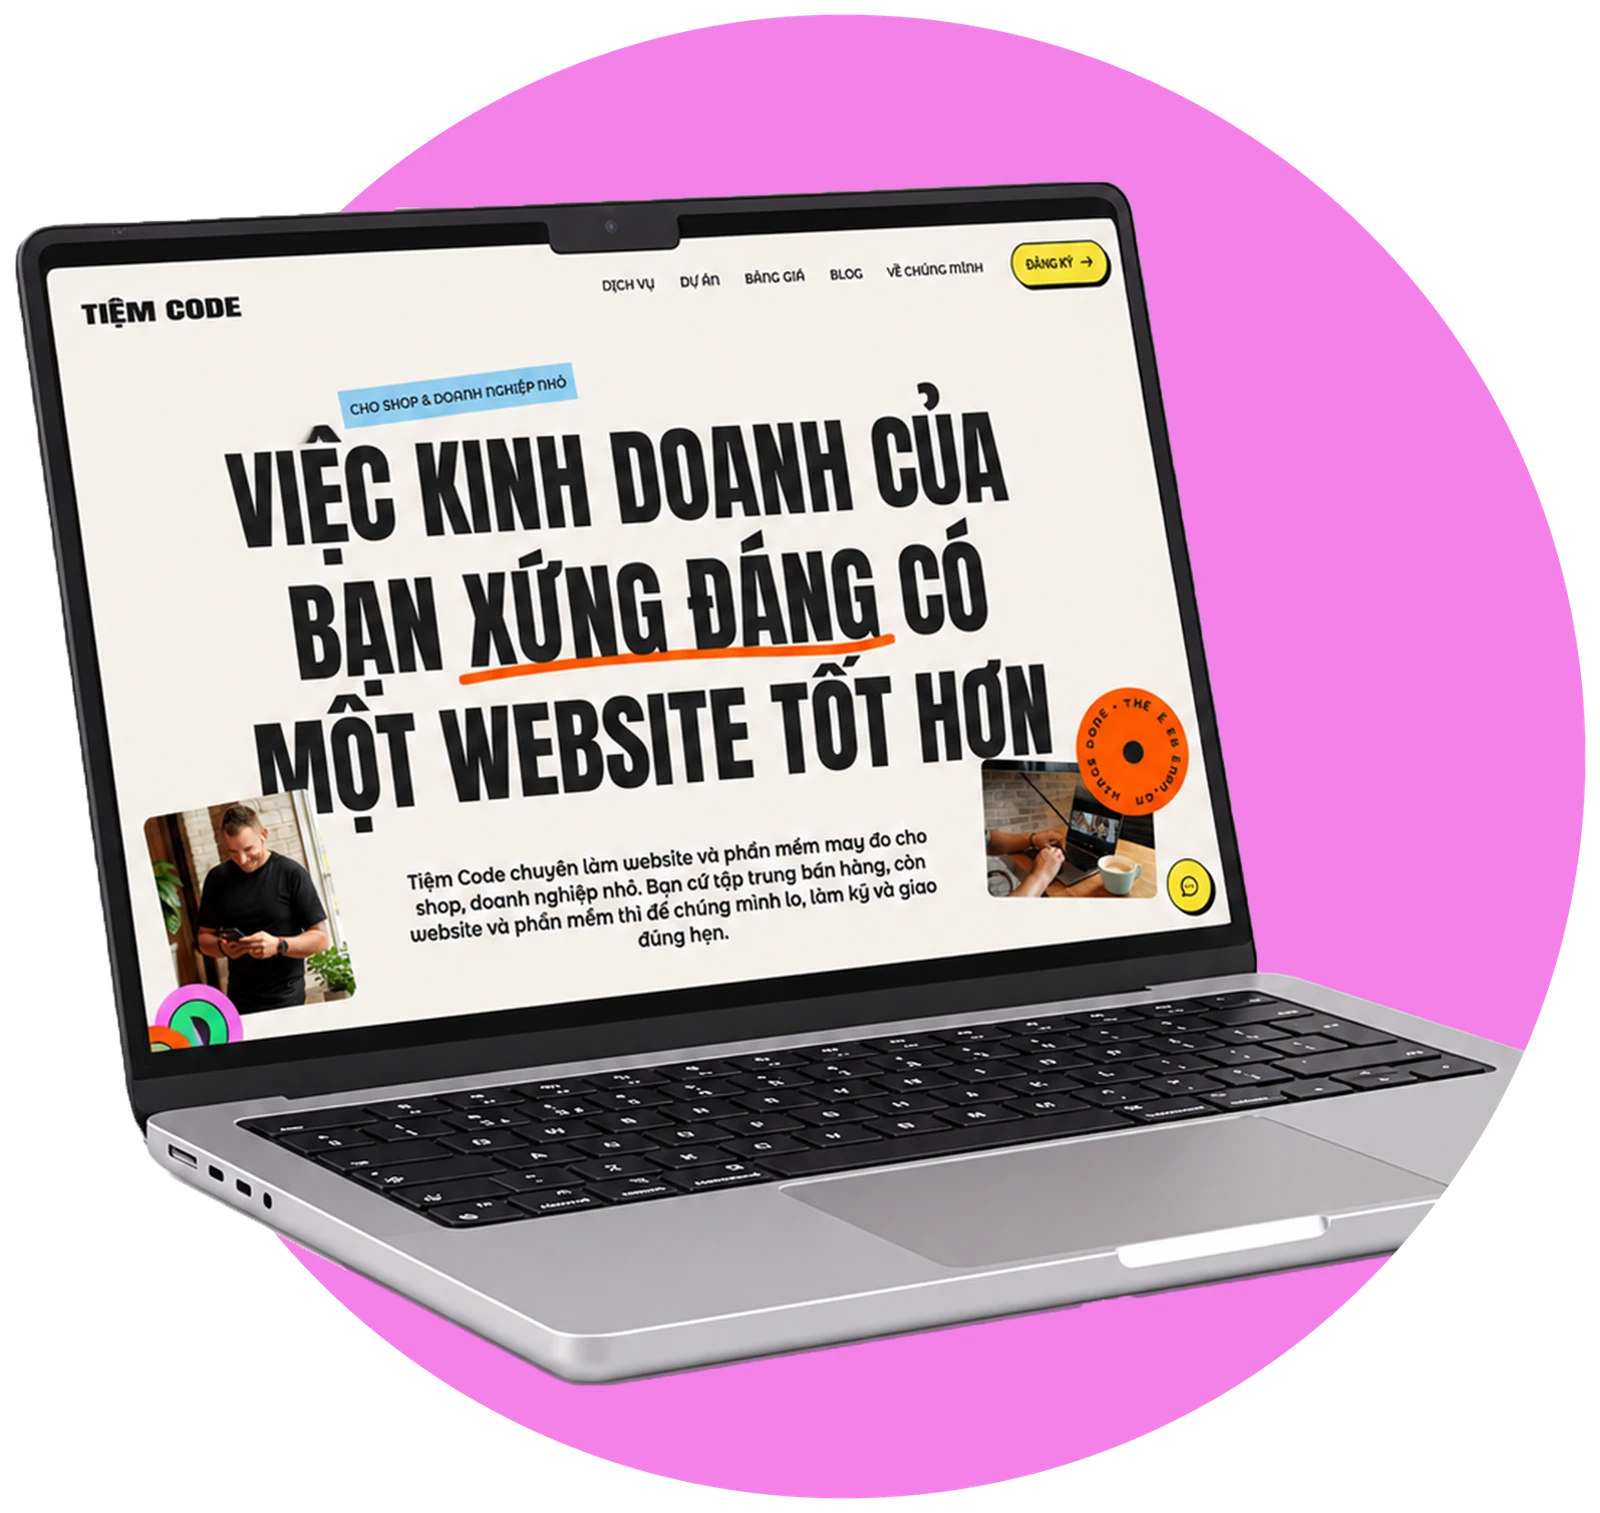 TIỆM CODE
DỊCH VỤ
DỰ ÁN
BẢNG GIÁ
BLOG
VỀ CHÚNG MÌNH
ĐĂNG KÝ →
CHO SHOP & DOANH NGHIỆP NHỎ
VIỆC KINH DOANH CỦA
BẠN XỨNG ĐÁNG CÓ
MỘT WEBSITE TỐT HƠN
Tiệm Code chuyên làm website và phần mềm may đo cho
shop, doanh nghiệp nhỏ. Bạn cứ tập trung bán hàng, còn
website và phần mềm thì để chúng mình lo, làm kỹ và giao
đúng hẹn.